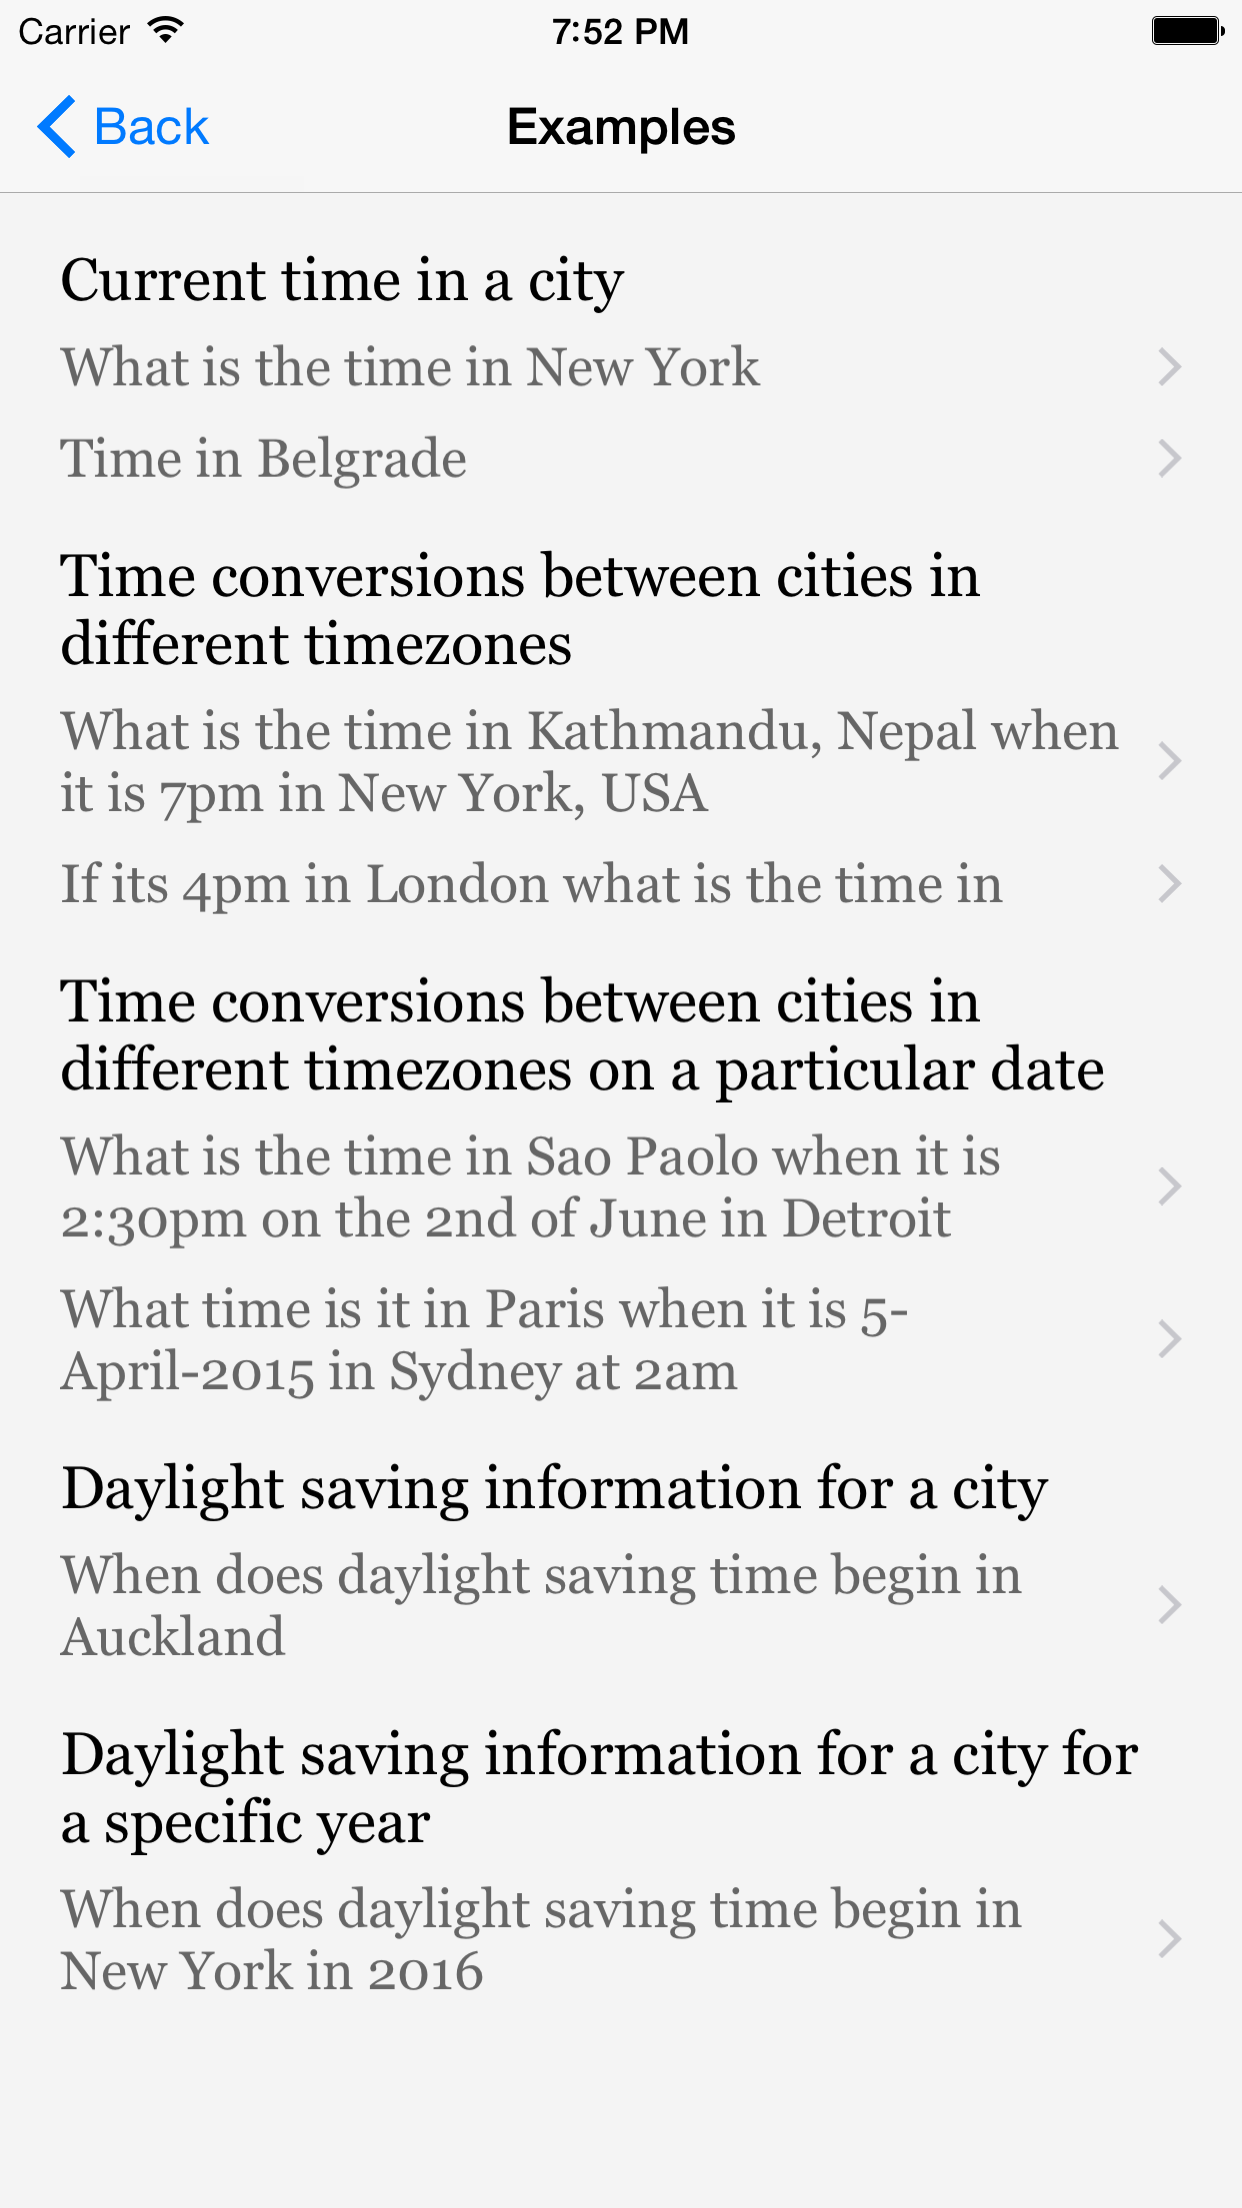 Carrier 7:52 PM
Back Examples
Current time in a city
What is the time in New York
Time in Belgrade
Time conversions between cities in
different timezones
What is the time in Kathmandu, Nepal when
it is 7pm in New York, USA
If its 4pm in London what is the time in
Time conversions between cities in
different timezones on a particular date
What is the time in Sao Paolo when it is
2:30pm on the 2nd of June in Detroit
What time is it in Paris when it is 5-
April-2015 in Sydney at 2am
Daylight saving information for a city
When does daylight saving time begin in
Auckland
Daylight saving information for a city for
a specific year
When does daylight saving time begin in
New York in 2016